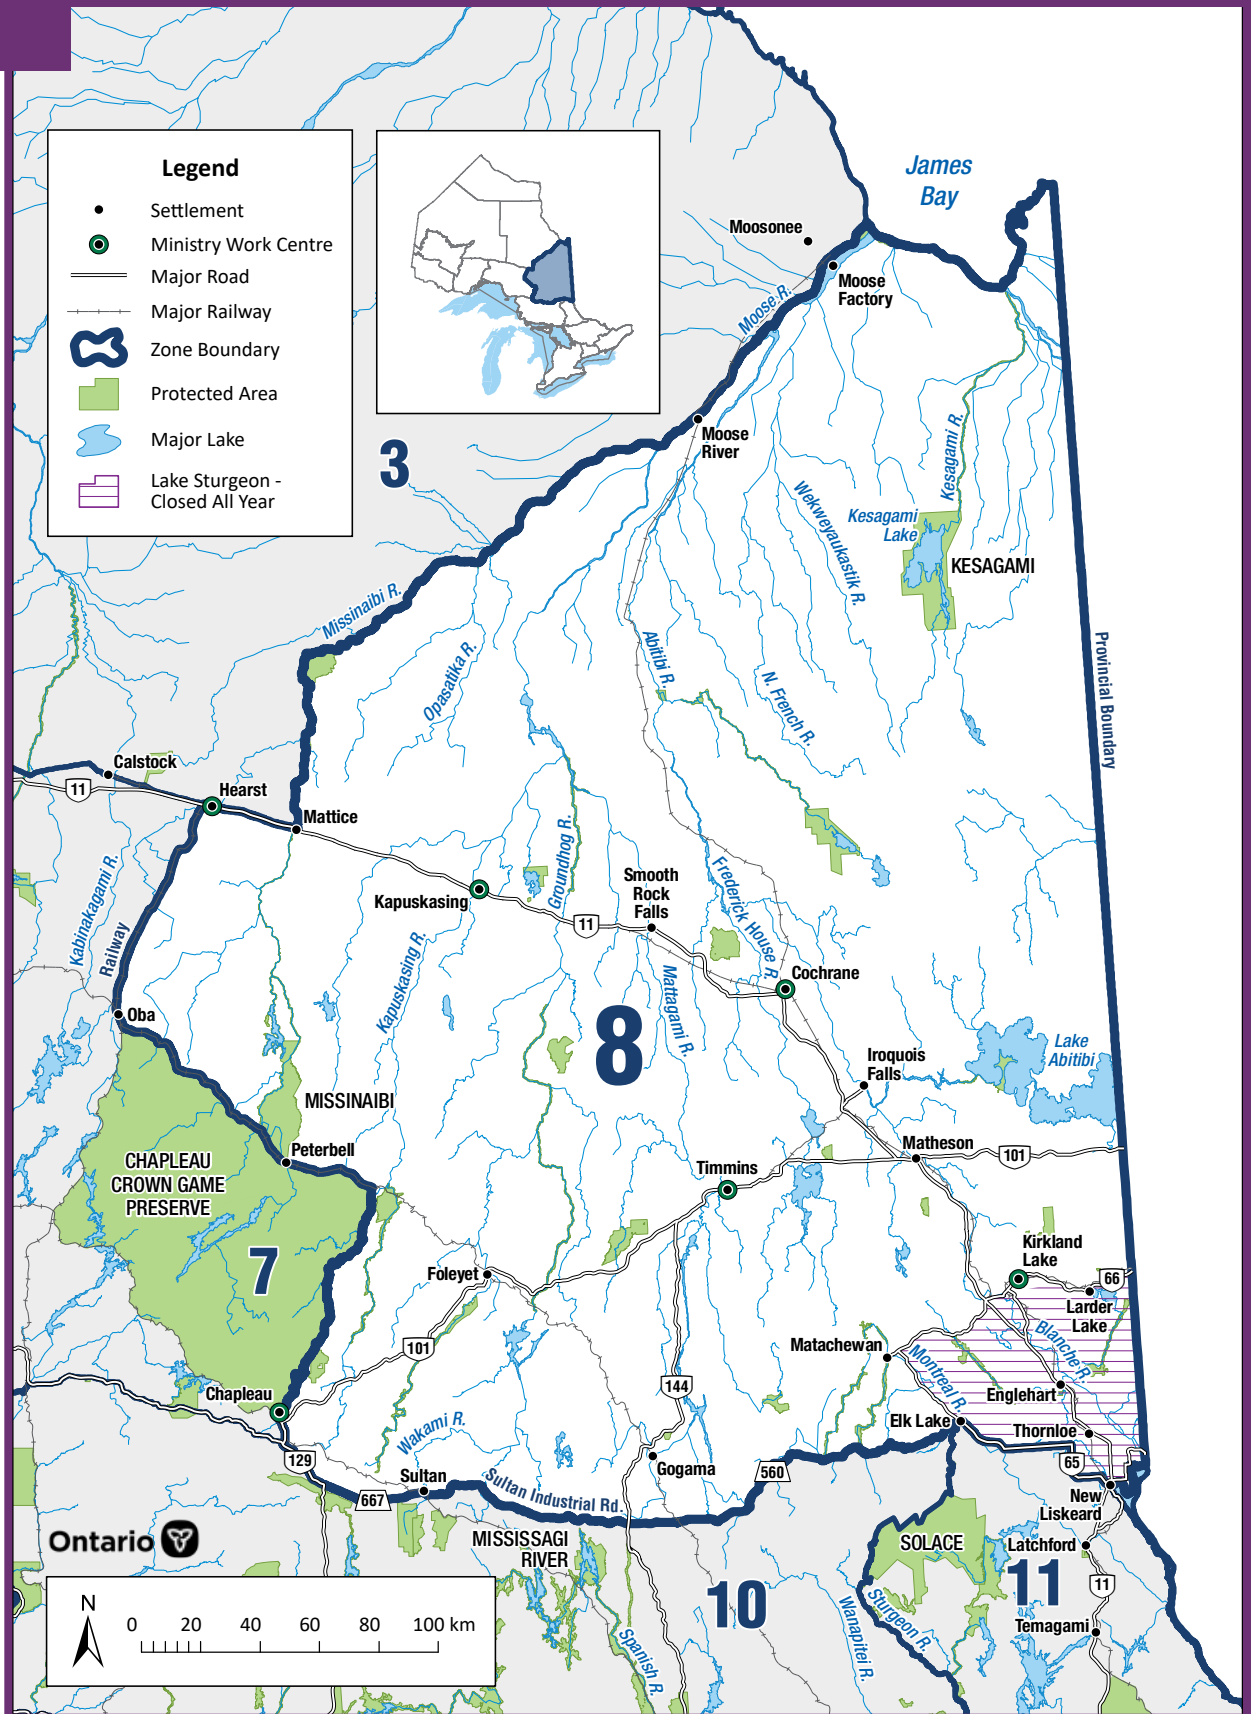 Legend
Settlement
Ministry Work Centre
Major Road
Major Railway
Zone Boundary
Protected Area
Major Lake
Lake Sturgeon -
Closed All Year
James
Bay
Moosonee
Moose
Factory
Moose R.
Moose
River
3
Kesagami R.
Wekweyaukastik R.
Kesagami
Lake
KESAGAMI
Missinaibi R.
Opasatika R.
Abitibi R.
N. French R.
Provincial Boundary
Calstock
11
Hearst
Mattice
Kabinakagami R.
Railway
Kapuskasing
Groundhog R.
Smooth
Rock
Falls
11
Frederick House R.
Kapuskasing R.
Mattagami R.
Cochrane
Oba
8
Iroquois
Falls
Lake
Abitibi
MISSINAIBI
Peterbell
CHAPLEAU
CROWN GAME
PRESERVE
Matheson
101
Timmins
7
Foleyet
Kirkland
Lake
66
Larder
Lake
101
Matachewan
Blanche R.
Montreal R.
Englehart
144
Chapleau
Elk Lake
Thornloe
Wakami R.
129
Sultan
667
Sultan Industrial Rd.
Gogama
560
65
New
Liskeard
Ontario
MISSISSAGI
RIVER
SOLACE
Latchford
11
11
10
Sturgeon R.
Wanapitei R.
Spanish R.
Temagami
N
0 20 40 60 80 100 km